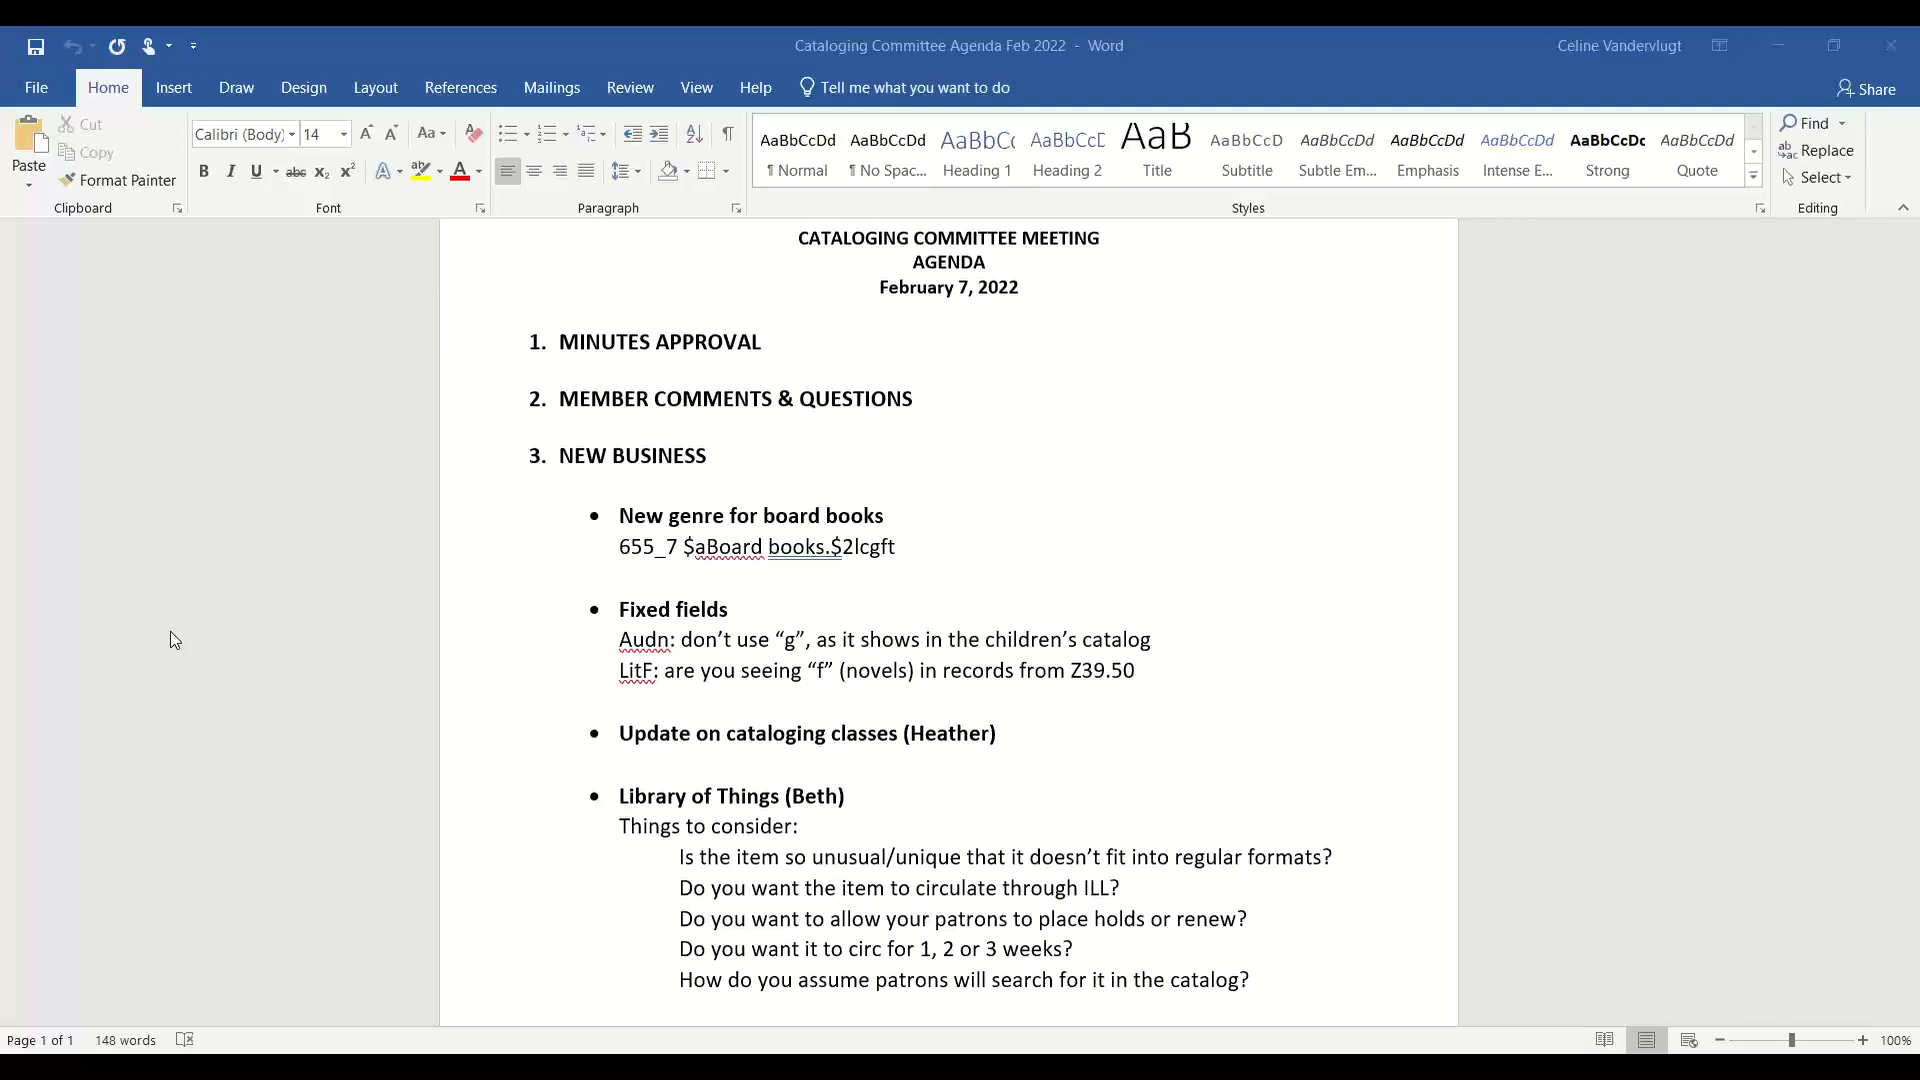 Cataloging Committee Agenda Feb 2022 - Word
Celine Vandervlugt
File Home Insert Draw Design Layout References Mailings Review View Help Tell me what you want to do
Share
Paste
Cut
Copy
Format Painter
Clipboard
Calibri (Body) 14
Aa
B I U abc x₂ x² A ab A
Font
Paragraph
AaBbCcDd AaBbCcDd AaBbC AaBbCcD AaB AaBbCcD AaBbCcDd AaBbCcDd AaBbCcDd AaBbCcDc AaBbCcDd
¶ Normal ¶ No Spac... Heading 1 Heading 2 Title Subtitle Subtle Em... Emphasis Intense E... Strong Quote
Styles
Find
Replace
Select
Editing
CATALOGING COMMITTEE MEETING
AGENDA
February 7, 2022
1. MINUTES APPROVAL
2. MEMBER COMMENTS & QUESTIONS
3. NEW BUSINESS
• New genre for board books
655_7 $aBoard books.$2lcgft
• Fixed fields
Audn: don’t use “g”, as it shows in the children’s catalog
LitF: are you seeing “f” (novels) in records from Z39.50
• Update on cataloging classes (Heather)
• Library of Things (Beth)
Things to consider:
Is the item so unusual/unique that it doesn’t fit into regular formats?
Do you want the item to circulate through ILL?
Do you want to allow your patrons to place holds or renew?
Do you want it to circ for 1, 2 or 3 weeks?
How do you assume patrons will search for it in the catalog?
Page 1 of 1 148 words
100%